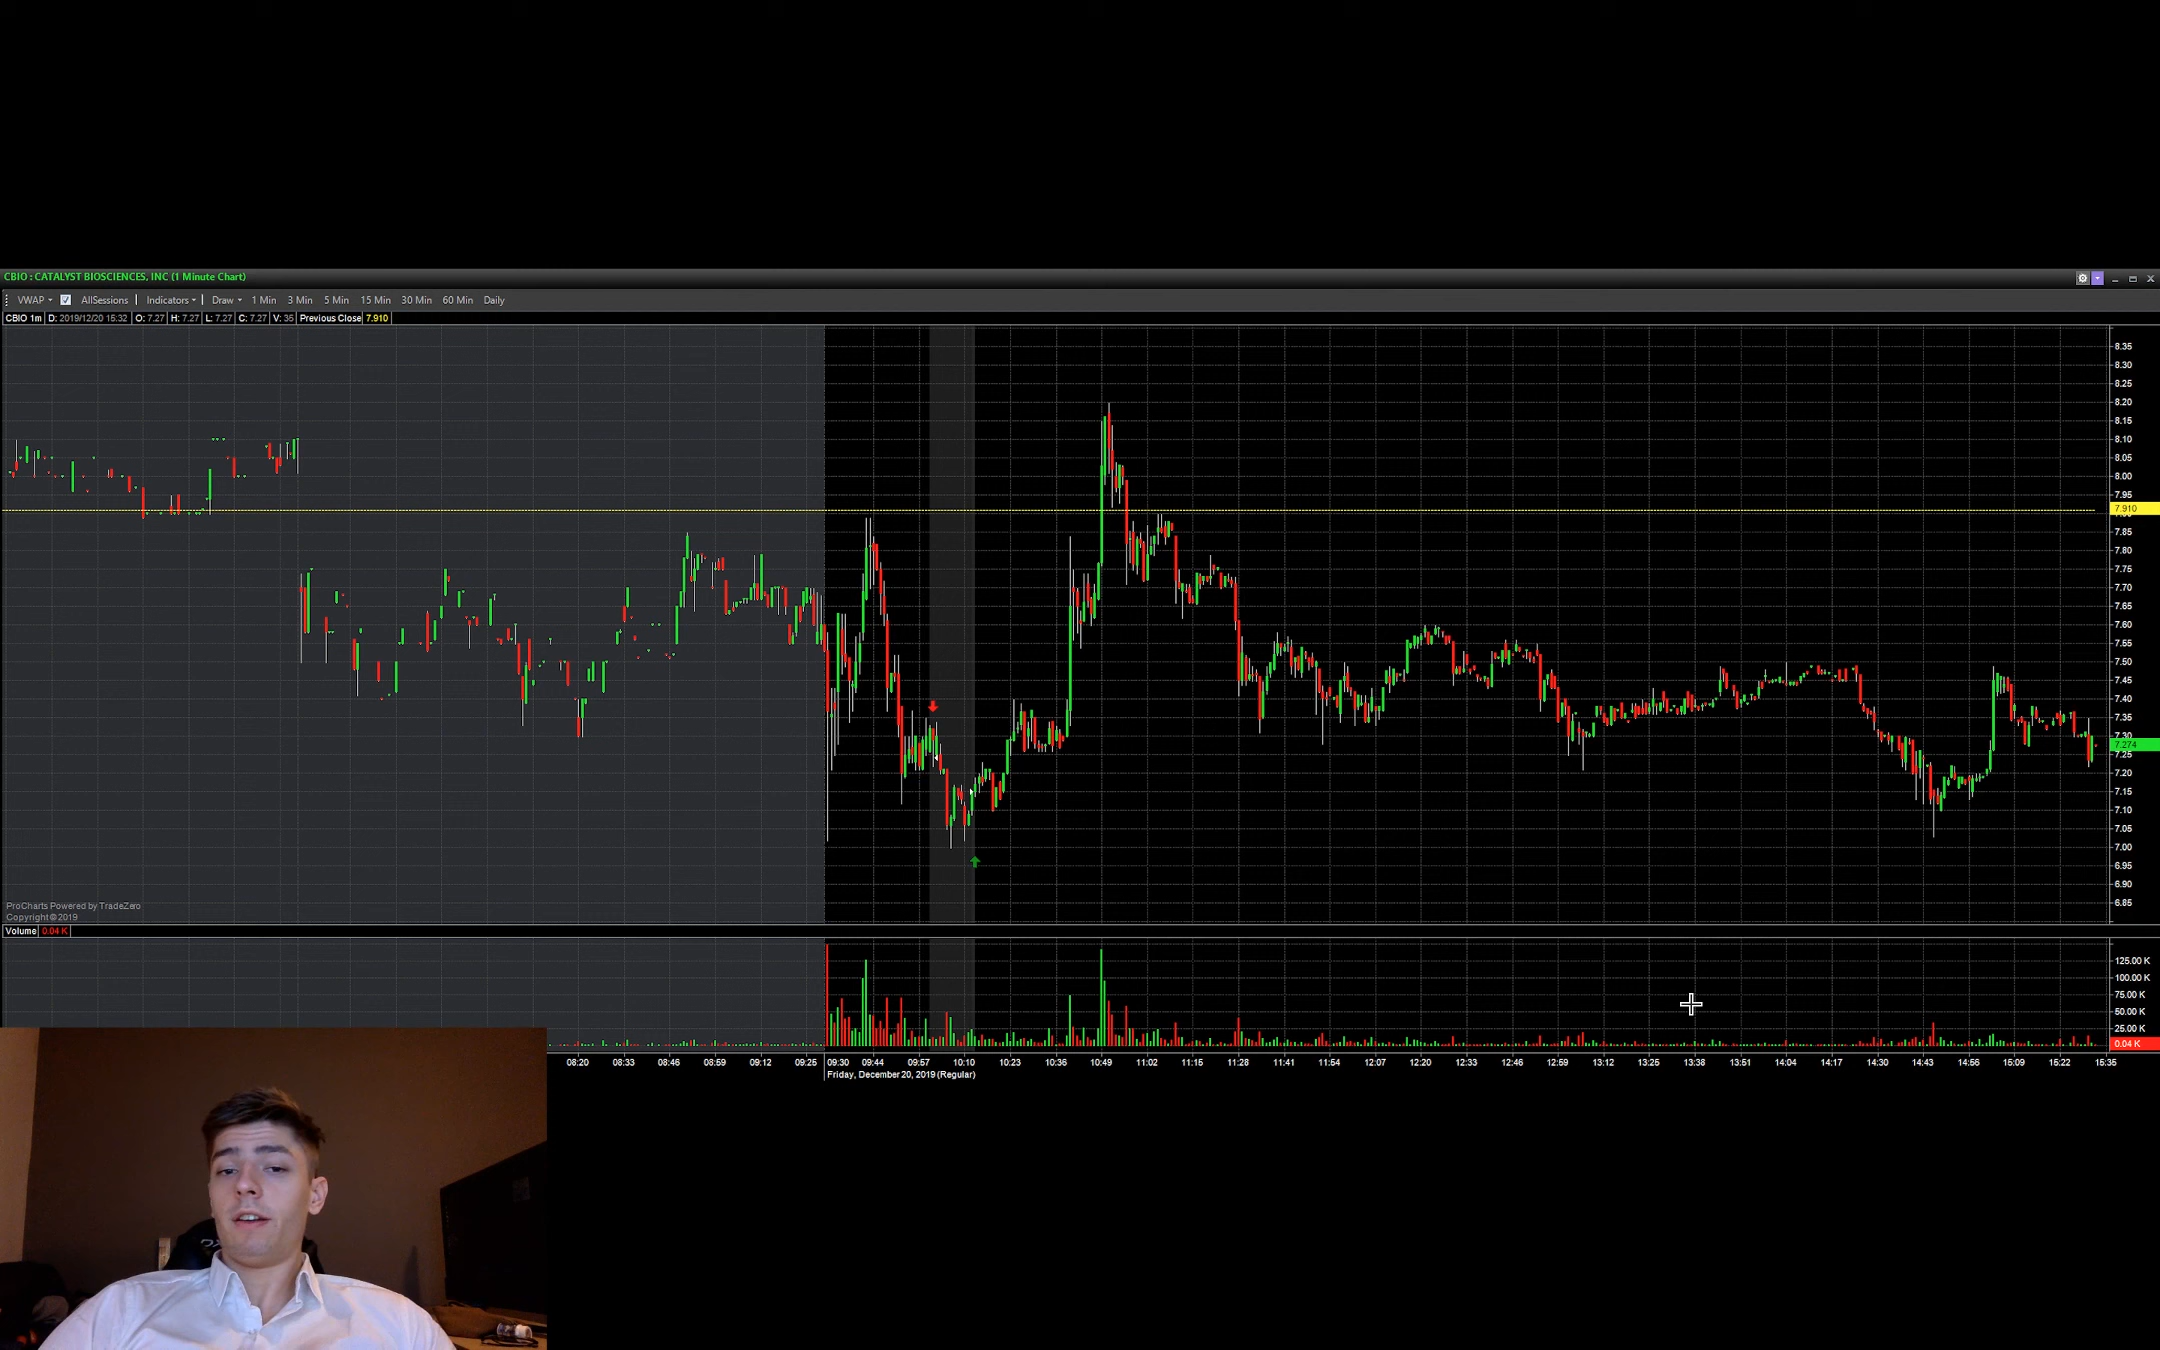 CBIO : CATALYST BIOSCIENCES, INC (1 Minute Chart)
VWAP AllSessions Indicators Draw 1 Min 3 Min 5 Min 15 Min 30 Min 60 Min Daily
CBIO 1m D: 2019/12/20 15:32 O: 7.27 H: 7.27 L: 7.27 C: 7.27 V: 35 Previous Close 7.910
8.35
8.30
8.25
8.20
8.15
8.10
8.05
8.00
7.95
7.910
7.85
7.80
7.75
7.70
7.65
7.60
7.55
7.50
7.45
7.40
7.35
7.30
7.274
7.25
7.20
7.15
7.10
7.05
7.00
6.95
6.90
6.85
ProCharts Powered by TradeZero
Copyright © 2019
Volume 0.04 K
125.00 K
100.00 K
75.00 K
50.00 K
25.00 K
0.04 K
08:20 08:33 08:46 08:59 09:12 09:25 09:30 09:44 09:57 10:10 10:23 10:36 10:49 11:02 11:15 11:28 11:41 11:54 12:07 12:20 12:33 12:46 12:59 13:12 13:25 13:38 13:51 14:04 14:17 14:30 14:43 14:56 15:09 15:22 15:35
Friday, December 20, 2019 (Regular)